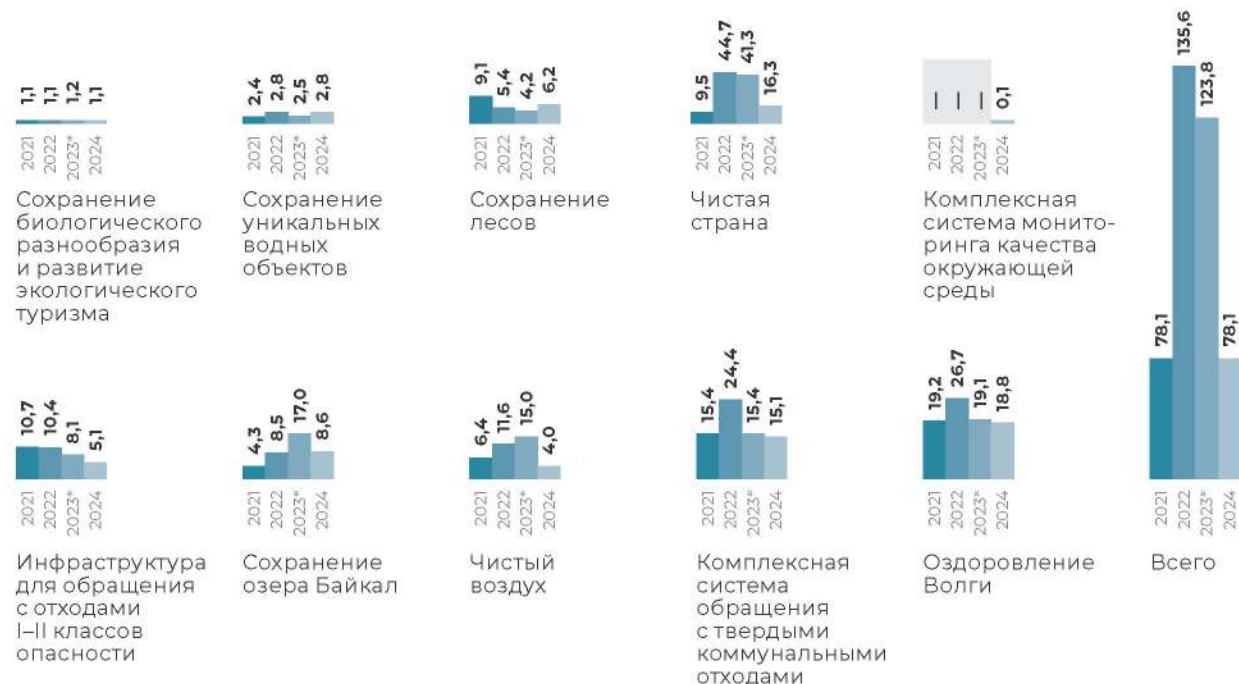 1,1 1,1 1,2 1,1
2021 2022 2023* 2024
Сохранение
биологического
разнообразия
и развитие
экологического
туризма
2,4 2,8 2,5 2,8
2021 2022 2023* 2024
Сохранение
уникальных
водных
объектов
9,1 5,4 4,2 6,2
2021 2022 2023* 2024
Сохранение
лесов
9,5 44,7 41,3 16,3
2021 2022 2023* 2024
Чистая
страна
– – – 0,1
2021 2022 2023* 2024
Комплексная
система монито-
ринга качества
окружающей
среды
10,7 10,4 8,1 5,1
2021 2022 2023* 2024
Инфраструктура
для обращения
с отходами
I–II классов
опасности
4,3 8,5 17,0 8,6
2021 2022 2023* 2024
Сохранение
озера Байкал
6,4 11,6 15,0 4,0
2021 2022 2023* 2024
Чистый
воздух
15,4 24,4 15,4 15,1
2021 2022 2023* 2024
Комплексная
система
обращения
с твердыми
коммунальными
отходами
19,2 26,7 19,1 18,8
2021 2022 2023* 2024
Оздоровление
Волги
78,1 135,6 123,8 78,1
2021 2022 2023* 2024
Всего